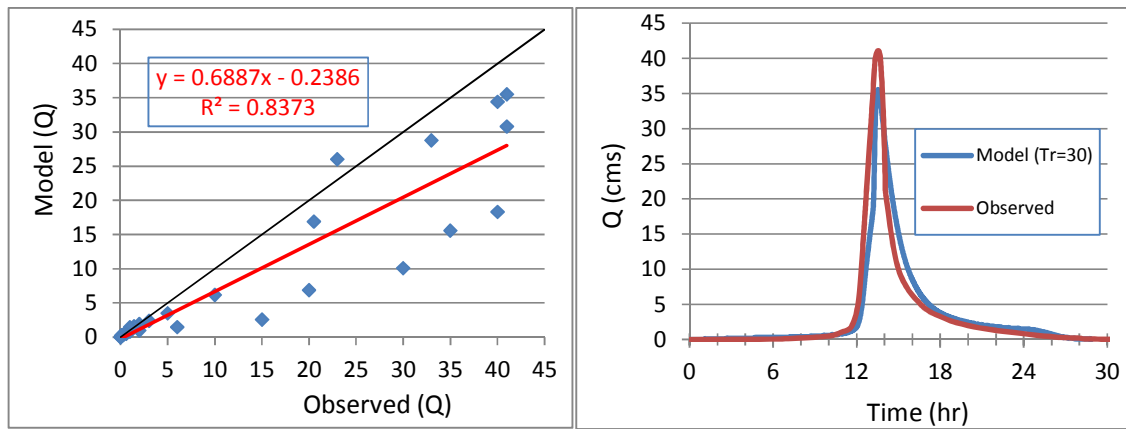 45
40
35
30
25
20
15
10
5
0
Model (Q)
y = 0.6887x - 0.2386
R² = 0.8373
0 5 10 15 20 25 30 35 40 45
Observed (Q)
45
40
35
30
25
20
15
10
5
0
Q (cms)
Model (Tr=30)
Observed
0 6 12 18 24 30
Time (hr)